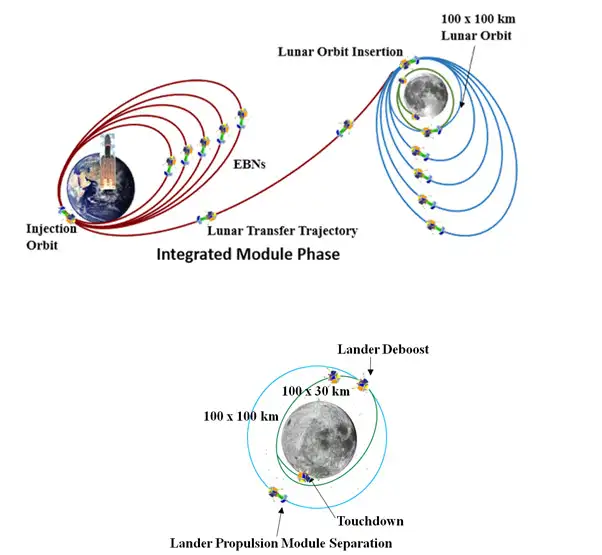 Lunar Orbit Insertion
100 x 100 km
Lunar Orbit
EBNs
Injection
Orbit
Lunar Transfer Trajectory
Integrated Module Phase
Lander Deboost
100 x 30 km
100 x 100 km
Touchdown
Lander Propulsion Module Separation